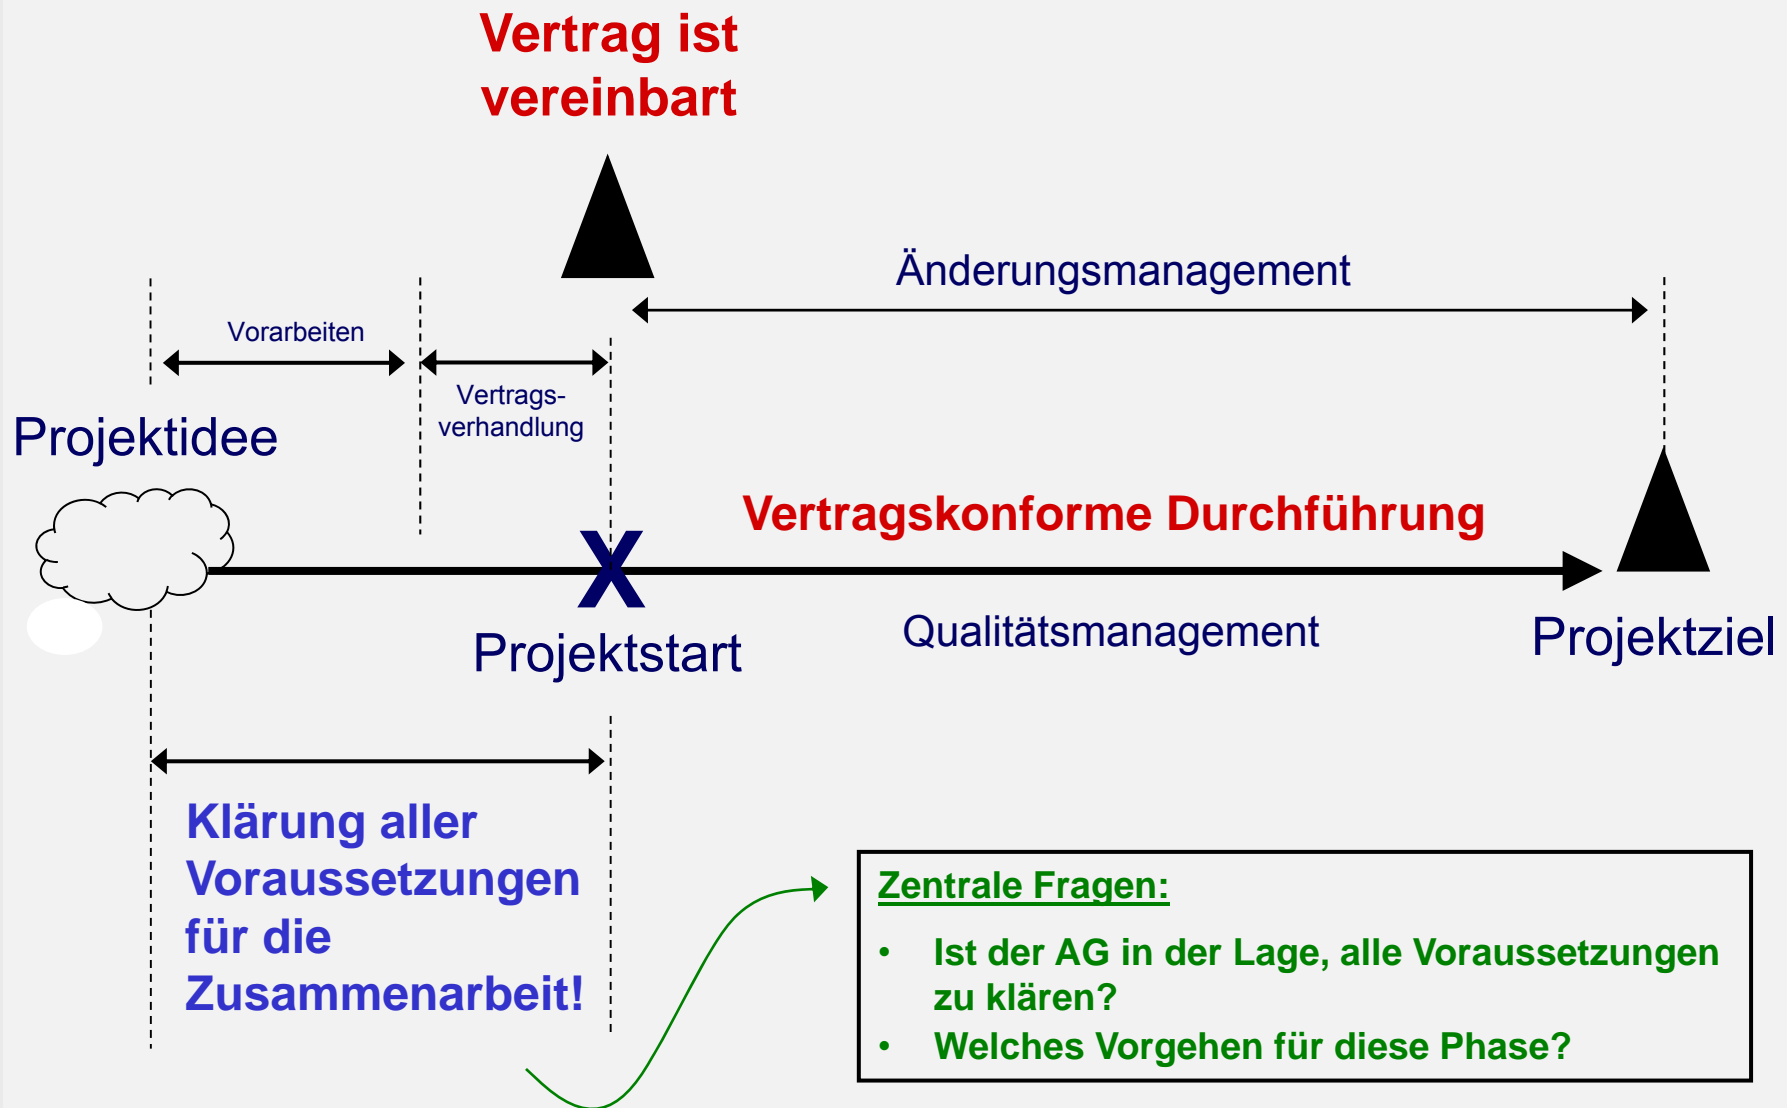 Vertrag ist
vereinbart
Änderungsmanagement
Vorarbeiten
Vertrags-
verhandlung
Projektidee
Vertragskonforme Durchführung
X
Projektstart
Qualitätsmanagement
Projektziel
Klärung aller
Voraussetzungen
für die
Zusammenarbeit!
Zentrale Fragen:
• Ist der AG in der Lage, alle Voraussetzungen
zu klären?
• Welches Vorgehen für diese Phase?